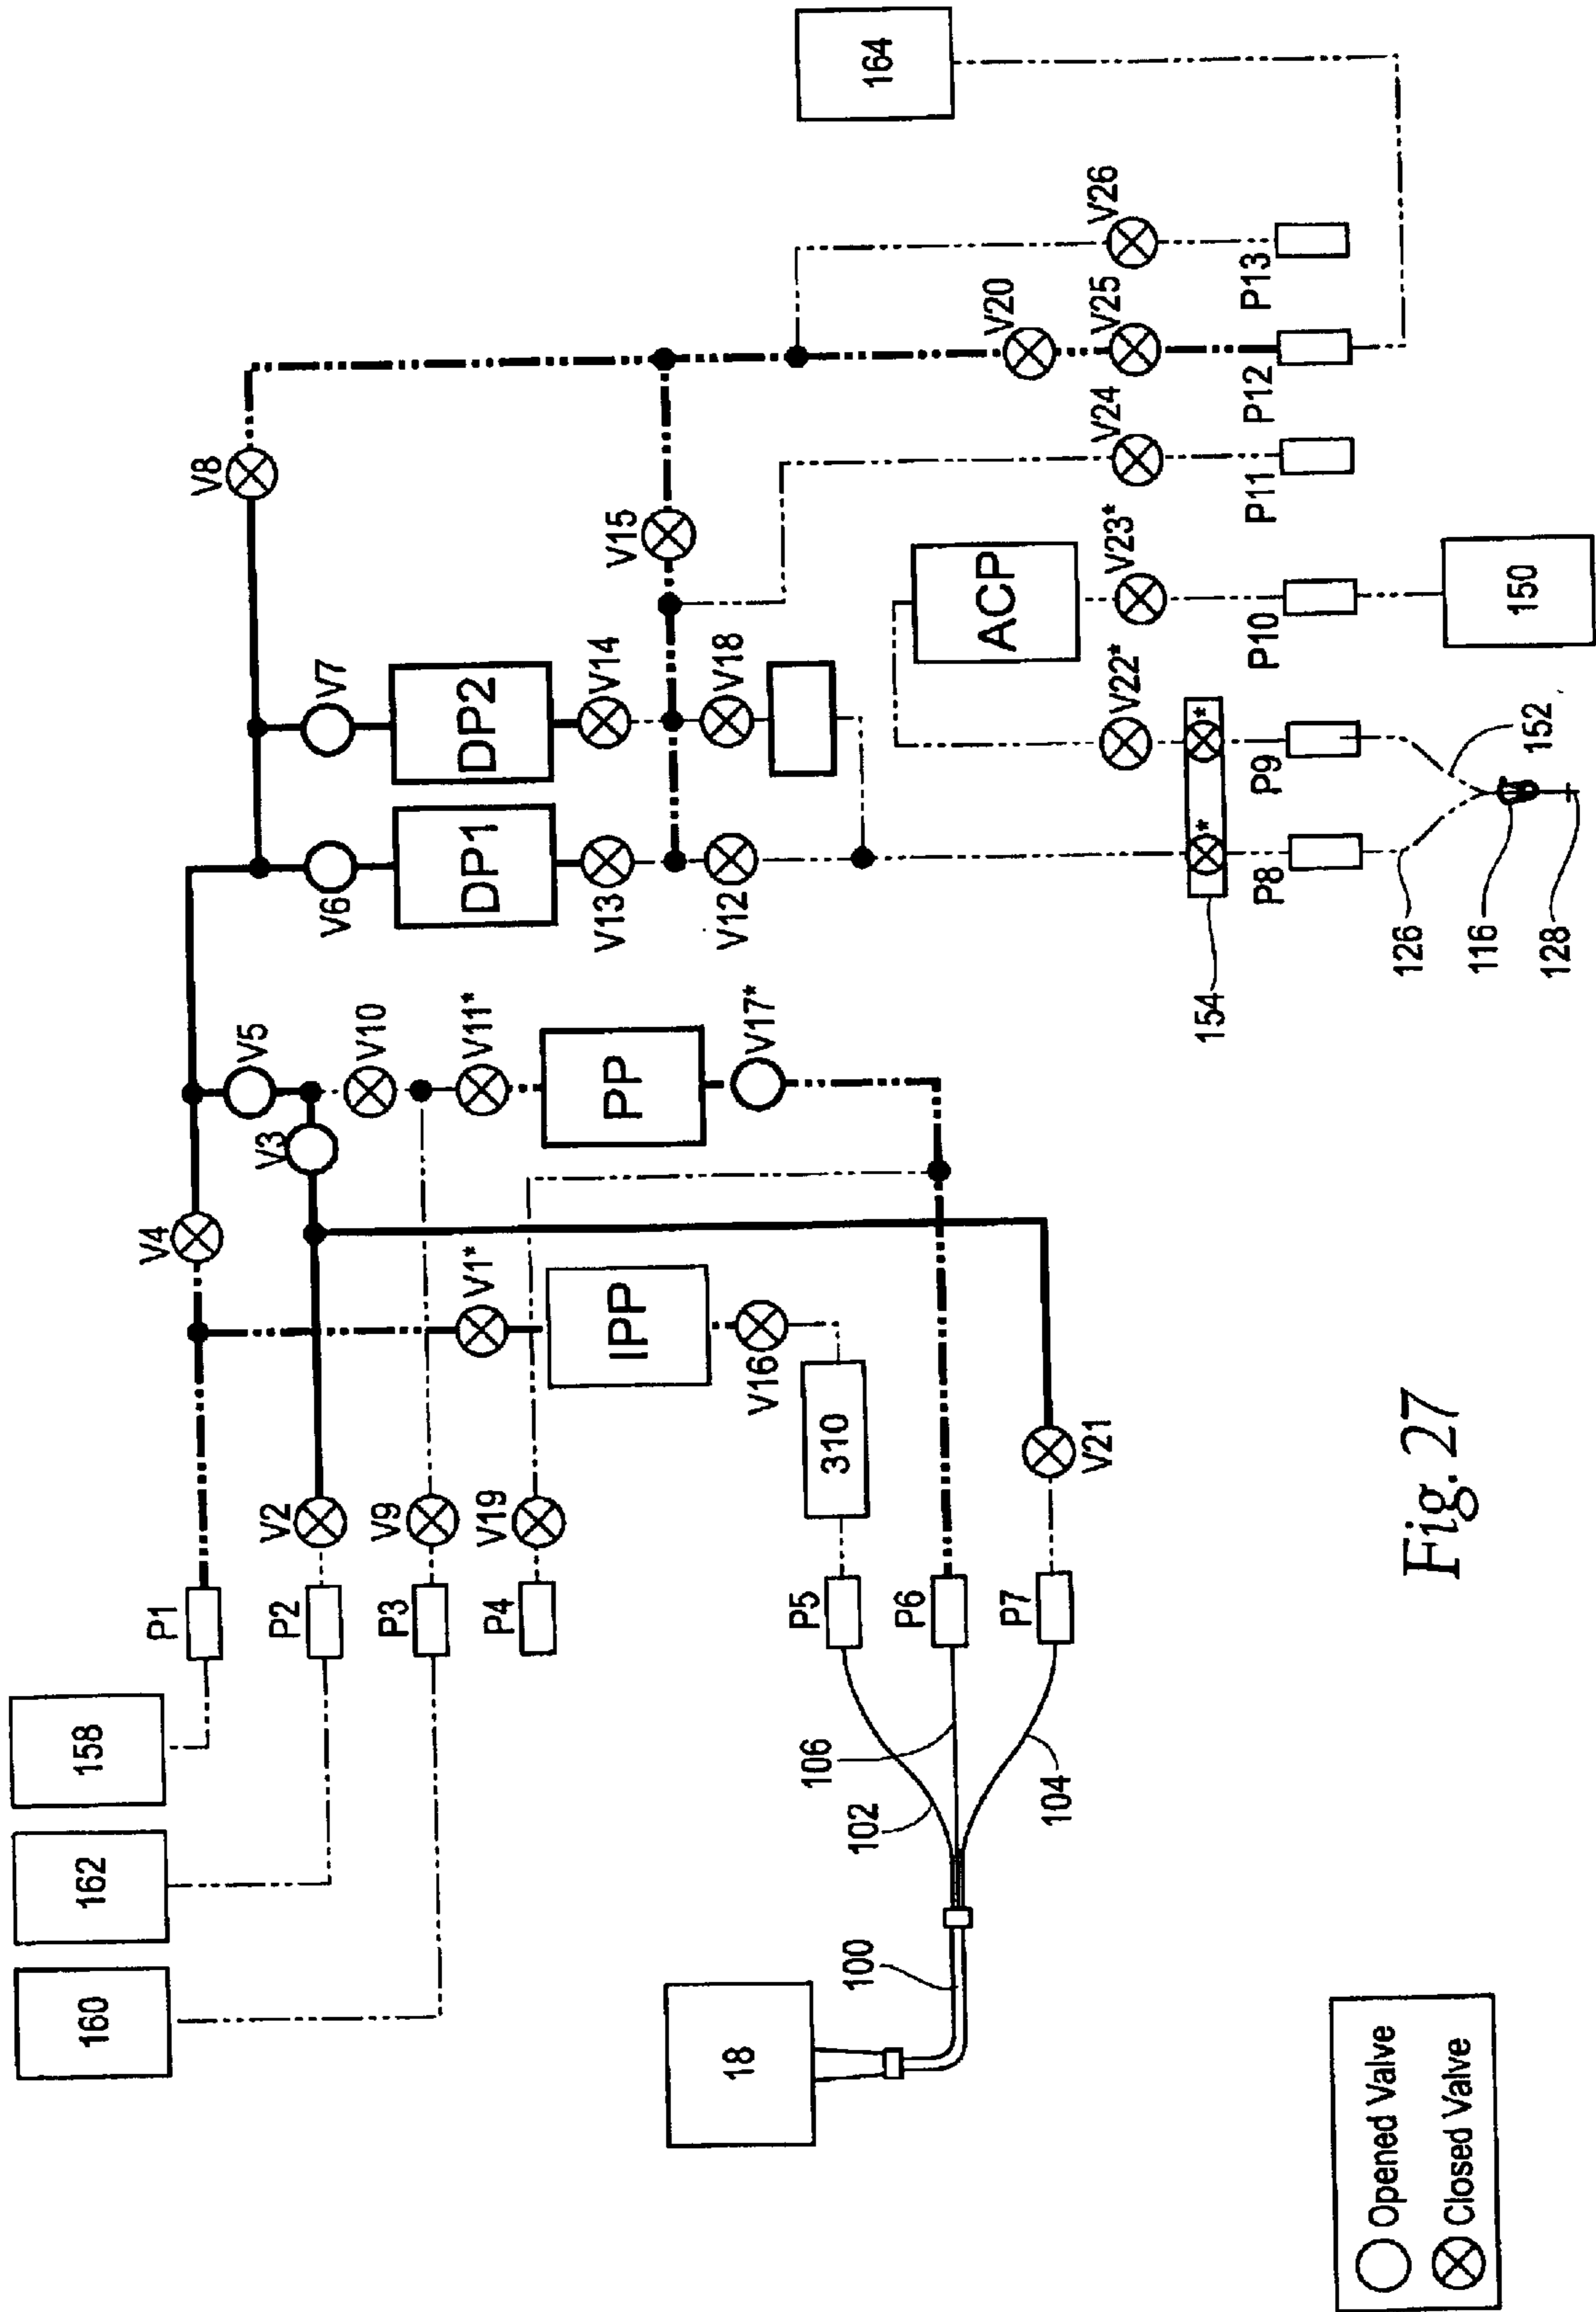 160
162
158
P1
P2
P3
P4
V2
V9
V19
V4
V1*
IPP
V16
310
P5
P6
P7
V21
18
100
102
106
104
V3
V5
V10
V11*
PP
V17*
V6
V7
V8
DP1
DP2
V13
V14
V12
V18
V15
ACP
V22*
V23*
V24
V20
V25
V26
154
*
*
P8
P9
P10
P11
P12
P13
126
116
128
152
150
164
Opened Valve
Closed Valve
Fig. 27